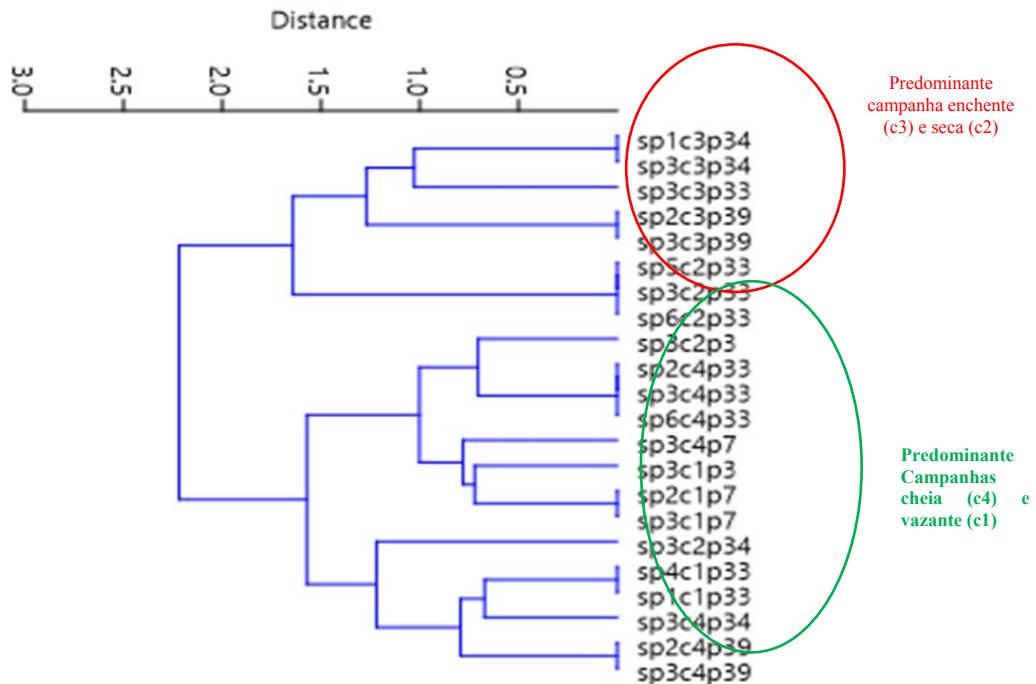 Distance
3.0
2.5
2.0
1.5
1.0
0.5
sp1c3p34
sp3c3p34
sp3c3p33
sp2c3p39
sp3c3p39
sp5c2p33
sp3c2p33
sp6c2p33
sp3c2p3
sp2c4p33
sp3c4p33
sp6c4p33
sp3c4p7
sp3c1p3
sp2c1p7
sp3c1p7
sp3c2p34
sp4c1p33
sp1c1p33
sp3c4p34
sp2c4p39
sp3c4p39
Predominante
campanha enchente
(c3) e seca (c2)
Predominante
Campanhas
cheia (c4) e
vazante (c1)